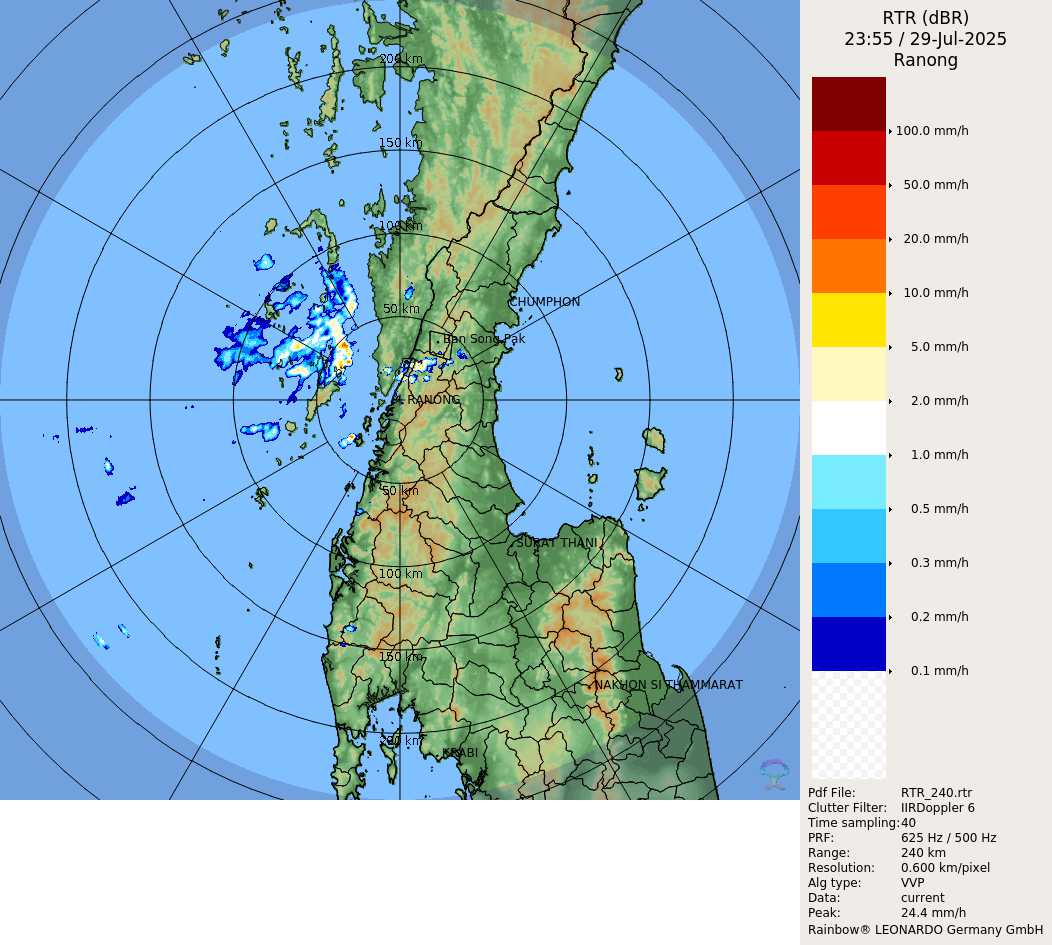 RTR (dBR)
23:55 / 29-Jul-2025
Ranong
100.0 mm/h
50.0 mm/h
20.0 mm/h
10.0 mm/h
5.0 mm/h
2.0 mm/h
1.0 mm/h
0.5 mm/h
0.3 mm/h
0.2 mm/h
0.1 mm/h
Pdf File: RTR_240.rtr
Clutter Filter: IIRDoppler 6
Time sampling:40
PRF: 625 Hz / 500 Hz
Range: 240 km
Resolution: 0.600 km/pixel
Alg type: VVP
Data: current
Peak: 24.4 mm/h
Rainbow® LEONARDO Germany GmbH
200 km
150 km
100 km
50 km
CHUMPHON
Ban Song Pak
RANONG
50 km
SURAT THANI
100 km
150 km
NAKHON SI THAMMARAT
200 km
KRABI